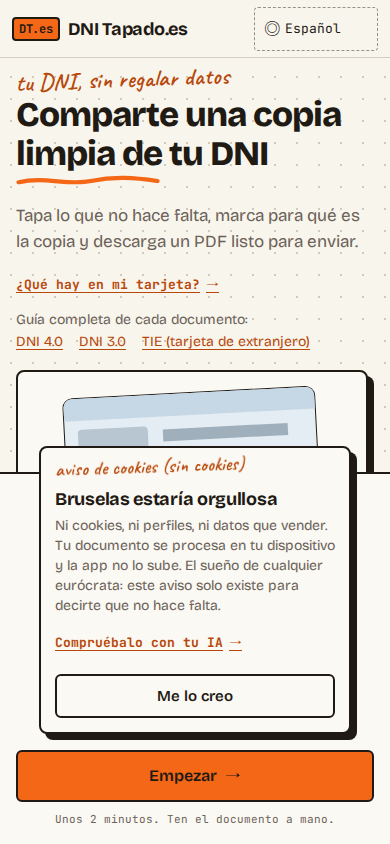 DT.es DNI Tapado.es
◎ Español
tu DNI, sin regalar datos
Comparte una copia
limpia de tu DNI
Tapa lo que no hace falta, marca para qué es
la copia y descarga un PDF listo para enviar.
¿Qué hay en mi tarjeta? →
Guía completa de cada documento:
DNI 4.0 DNI 3.0 TIE (tarjeta de extranjero)
aviso de cookies (sin cookies)
Bruselas estaría orgullosa
Ni cookies, ni perfiles, ni datos que vender.
Tu documento se procesa en tu dispositivo
y la app no lo sube. El sueño de cualquier
eurócrata: este aviso solo existe para
decirte que no hace falta.
Compruébalo con tu IA →
Me lo creo
Empezar →
Unos 2 minutos. Ten el documento a mano.